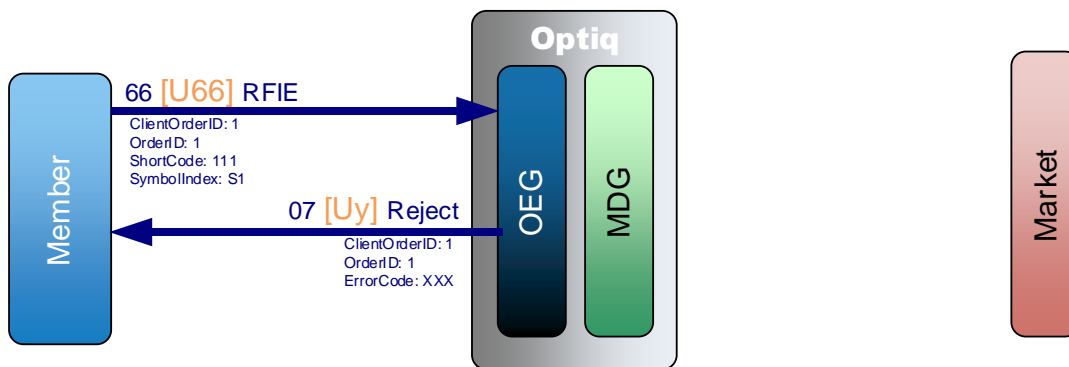 Optiq
66 [U66] RFIE
ClientOrderID: 1
OrderID: 1
ShortCode: 111
SymbolIndex: S1
Member
07 [Uy] Reject
ClientOrderID: 1
OrderID: 1
ErrorCode: XXX
OEG
MDG
Market